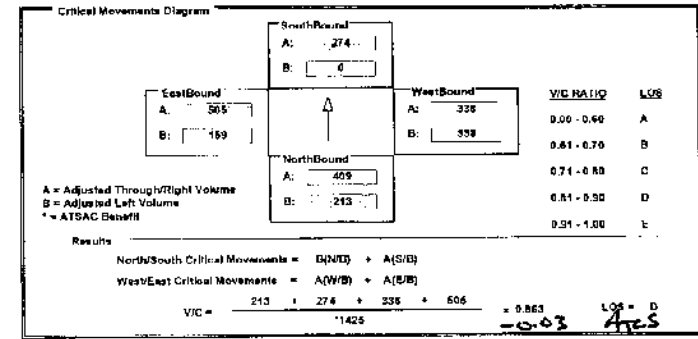 Critical Movements Diagram
SouthBound
A: 274
B: 0
EastBound
A: 505
B: 159
WestBound
A: 336
B: 338
NorthBound
A: 409
B: 213
V/C RATIO LOS
0.00 - 0.60 A
0.61 - 0.70 B
0.71 - 0.80 C
0.81 - 0.90 D
0.91 - 1.00 E
A = Adjusted Through/Right Volume
B = Adjusted Left Volume
* = ATSAC Benefit
Results
North/South Critical Movements = B(N/B) + A(S/B)
West/East Critical Movements = A(W/B) + A(E/B)
213 + 274 + 336 + 505
V/C = = 0.863 LOS = D
*1425
-0.03 ATCS